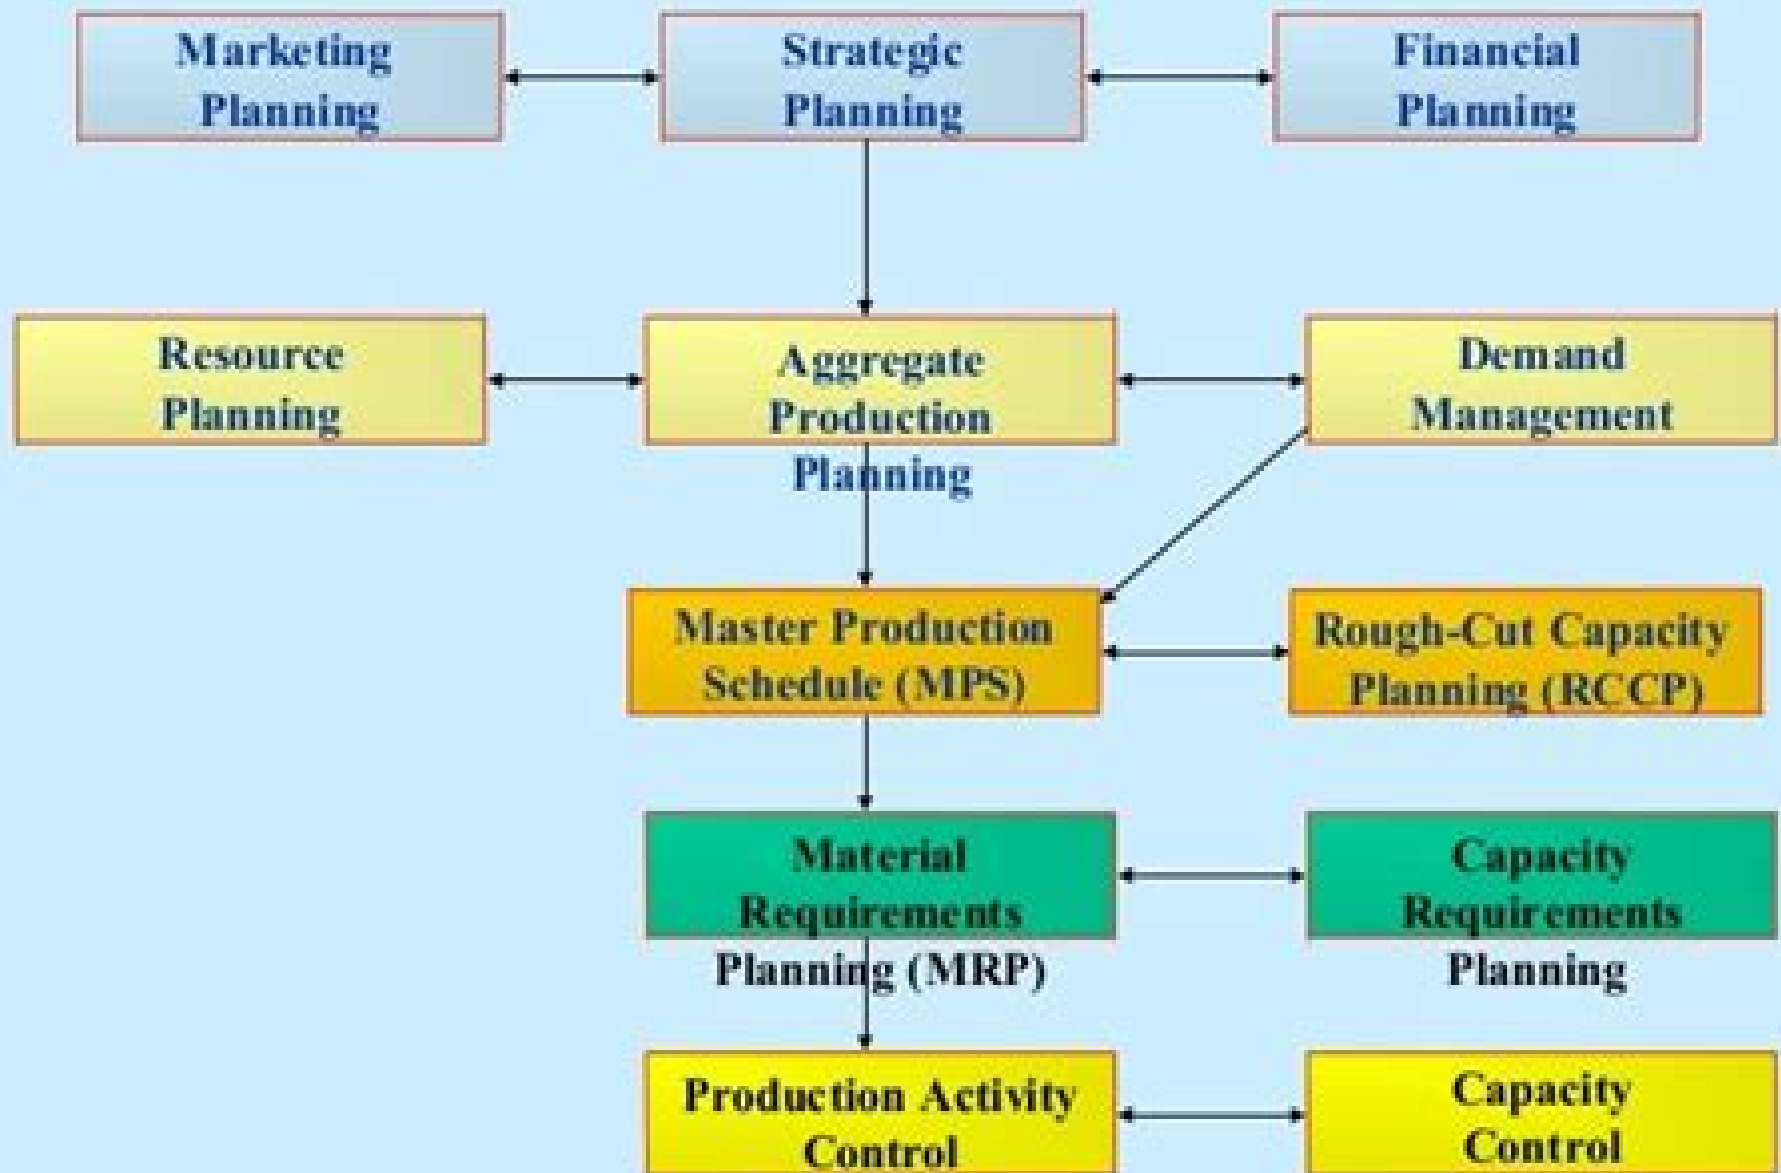 Marketing
Planning
Strategic
Planning
Financial
Planning
Resource
Planning
Aggregate
Production
Planning
Demand
Management
Master Production
Schedule (MPS)
Rough-Cut Capacity
Planning (RCCP)
Material
Requirements
Planning (MRP)
Capacity
Requirements
Planning
Production Activity
Control
Capacity
Control